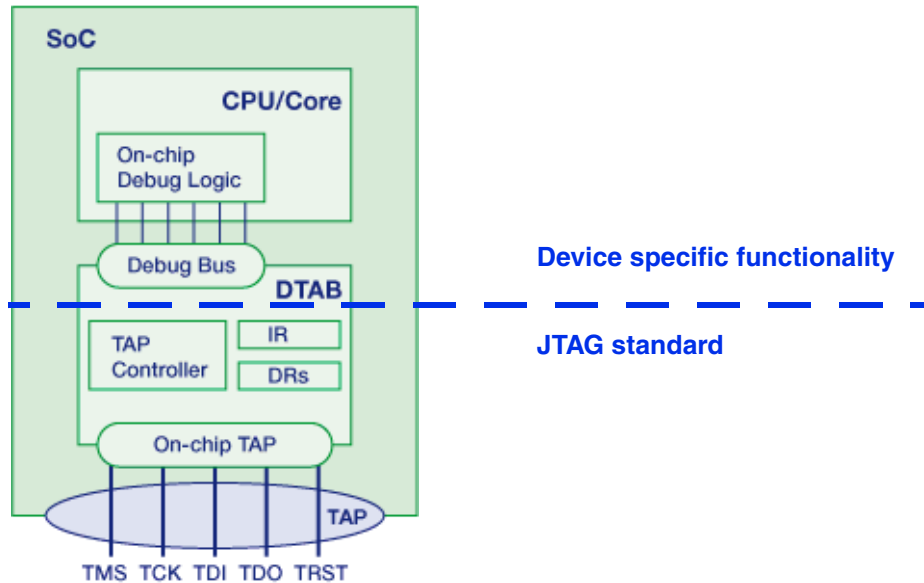 SoC
CPU/Core
On-chip
Debug Logic
Debug Bus
Device specific functionality
DTAB
JTAG standard
TAP
Controller
IR
DRs
On-chip TAP
TAP
TMS TCK TDI TDO TRST